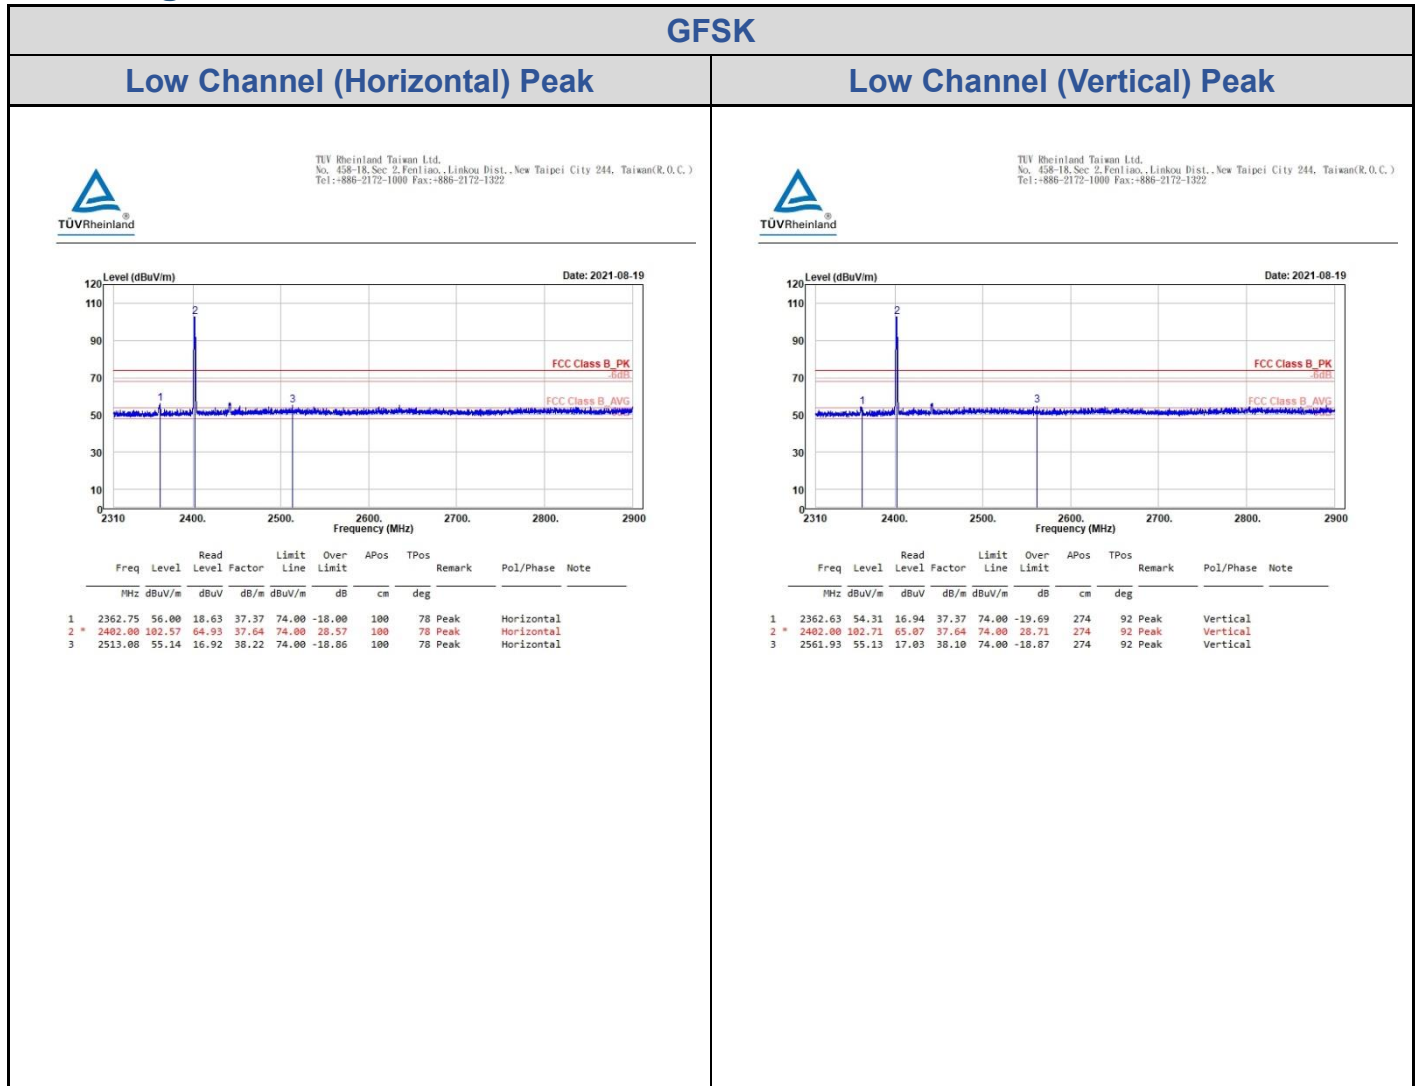 GFSK
Low Channel (Horizontal) Peak
Low Channel (Vertical) Peak
TÜVRheinland
®
TUV Rheinland Taiwan Ltd.
No. 458-18.Sec 2.Fenliao..Linkou Dist..New Taipei City 244, Taiwan(R.O.C.)
Tel:+886-2172-1000 Fax:+886-2172-1322
Level (dBuV/m)
Date: 2021-08-19
120
110
90
70
50
30
10
0
2
1
3
FCC Class B_PK
-6dB
FCC Class B_AVG
2310 2400. 2500. 2600. 2700. 2800. 2900
Frequency (MHz)
Read Limit Over APos TPos
Freq Level Level Factor Line Limit Remark Pol/Phase Note
MHz dBuV/m dBuV dB/m dBuV/m dB cm deg
1 2362.75 56.00 18.63 37.37 74.00 -18.00 100 78 Peak Horizontal
2 * 2402.00 102.57 64.93 37.64 74.00 28.57 100 78 Peak Horizontal
3 2513.08 55.14 16.92 38.22 74.00 -18.86 100 78 Peak Horizontal
TÜVRheinland
®
TUV Rheinland Taiwan Ltd.
No. 458-18.Sec 2.Fenliao..Linkou Dist..New Taipei City 244, Taiwan(R.O.C.)
Tel:+886-2172-1000 Fax:+886-2172-1322
Level (dBuV/m)
Date: 2021-08-19
120
110
90
70
50
30
10
0
2
1
3
FCC Class B_PK
-6dB
FCC Class B_AVG
2310 2400. 2500. 2600. 2700. 2800. 2900
Frequency (MHz)
Read Limit Over APos TPos
Freq Level Level Factor Line Limit Remark Pol/Phase Note
MHz dBuV/m dBuV dB/m dBuV/m dB cm deg
1 2362.63 54.31 16.94 37.37 74.00 -19.69 274 92 Peak Vertical
2 * 2402.00 102.71 65.07 37.64 74.00 28.71 274 92 Peak Vertical
3 2561.93 55.13 17.03 38.10 74.00 -18.87 274 92 Peak Vertical